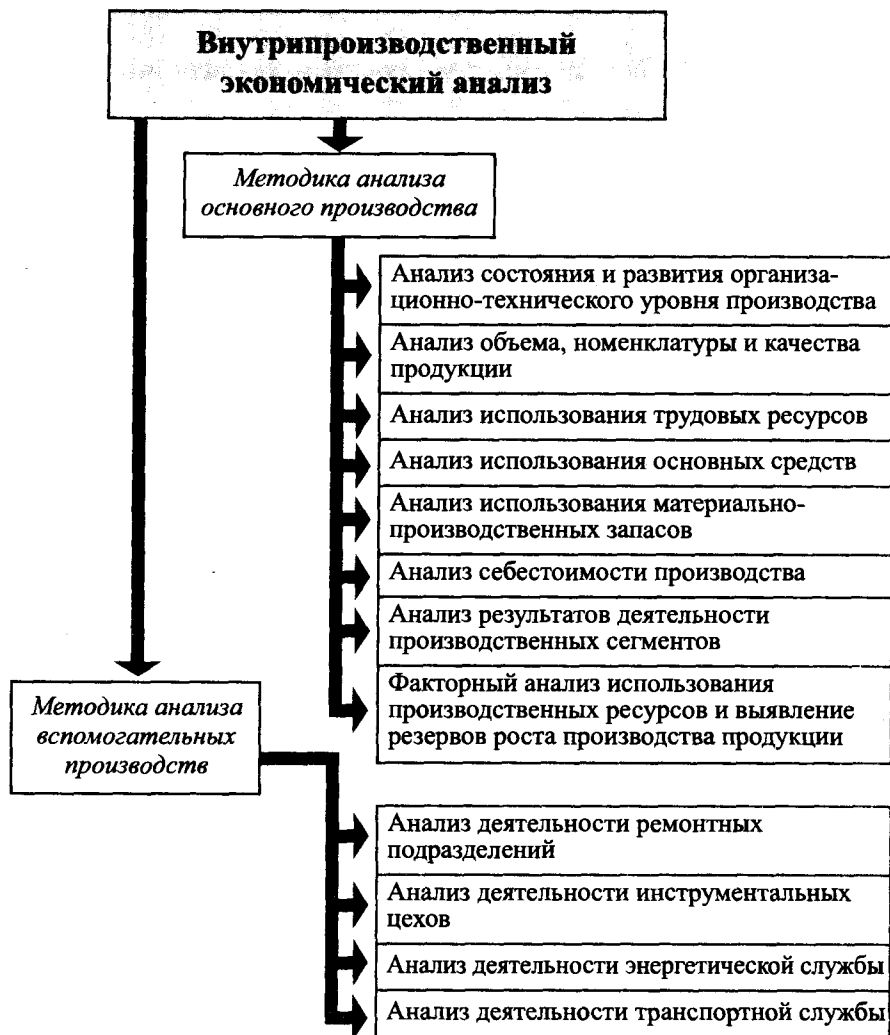 Внутрипроизводственный
экономический анализ
Методика анализа
основного производства
Анализ состояния и развития организа-
ционно-технического уровня производства
Анализ объема, номенклатуры и качества
продукции
Анализ использования трудовых ресурсов
Анализ использования основных средств
Анализ использования материально-
производственных запасов
Анализ себестоимости производства
Анализ результатов деятельности
производственных сегментов
Факторный анализ использования
производственных ресурсов и выявление
резервов роста производства продукции
Методика анализа
вспомогательных
производств
Анализ деятельности ремонтных
подразделений
Анализ деятельности инструментальных
цехов
Анализ деятельности энергетической службы
Анализ деятельности транспортной службы